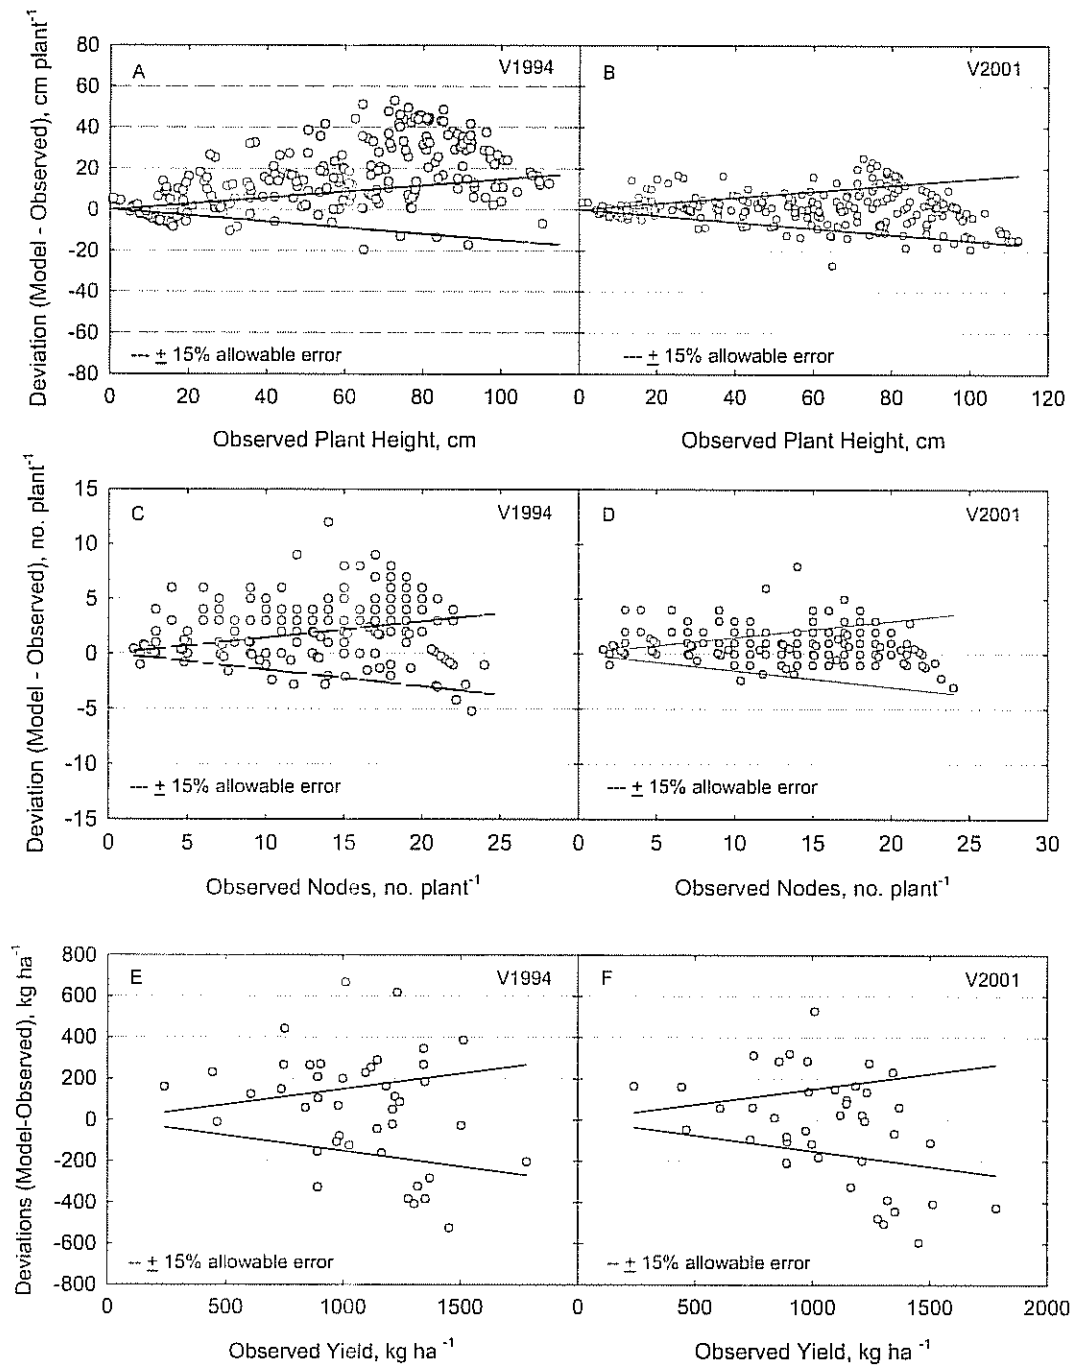 Deviation (Model - Observed), cm plant-1
80
60
40
20
0
-20
-40
-60
-80
A
V1994
--- ± 15% allowable error
B
V2001
--- ± 15% allowable error
0 20 40 60 80 100 0 20 40 60 80 100 120
Observed Plant Height, cm
Observed Plant Height, cm
Deviation (Model - Observed), no. plant-1
15
10
5
0
-5
-10
-15
C
V1994
--- ± 15% allowable error
D
V2001
--- ± 15% allowable error
0 5 10 15 20 25 0 5 10 15 20 25 30
Observed Nodes, no. plant-1
Observed Nodes, no. plant-1
Deviations (Model-Observed), kg ha-1
800
600
400
200
0
-200
-400
-600
-800
E
V1994
-- ± 15% allowable error
F
V2001
-- ± 15% allowable error
0 500 1000 1500 0 500 1000 1500 2000
Observed Yield, kg ha -1
Observed Yield, kg ha -1